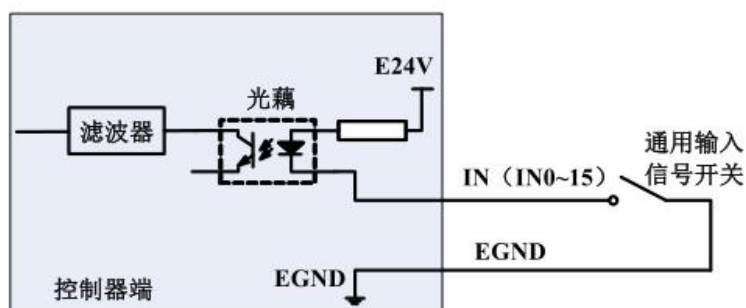 E24V
光藕
滤波器
通用输入
信号开关
IN（IN0~15）
EGND
EGND
控制器端